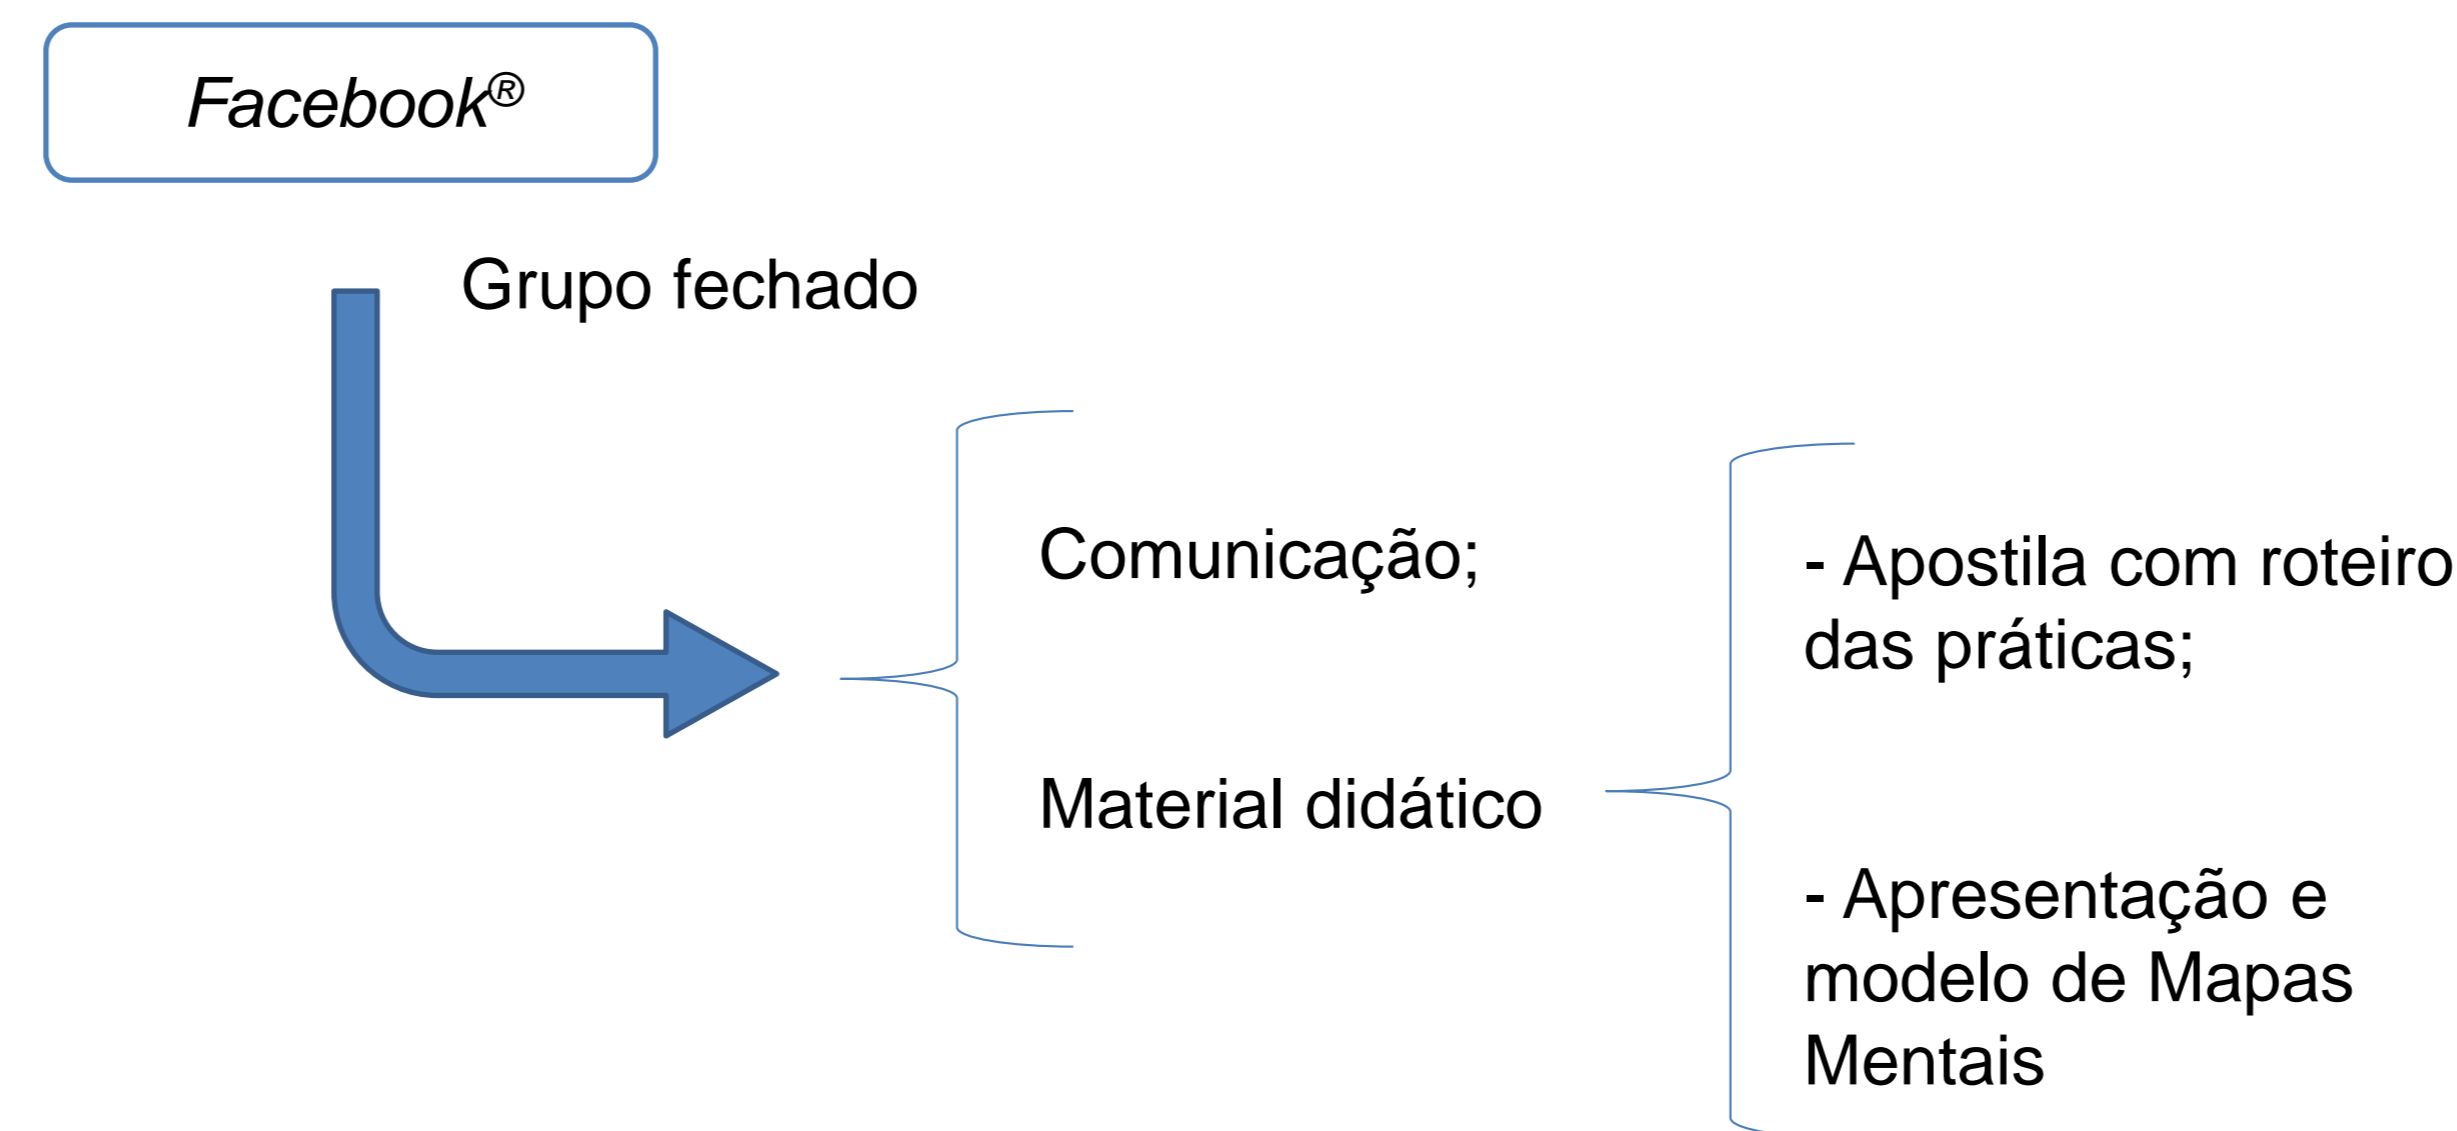 Facebook®
Grupo fechado
Comunicação;
Material didático
- Apostila com roteiro
das práticas;
- Apresentação e
modelo de Mapas
Mentais